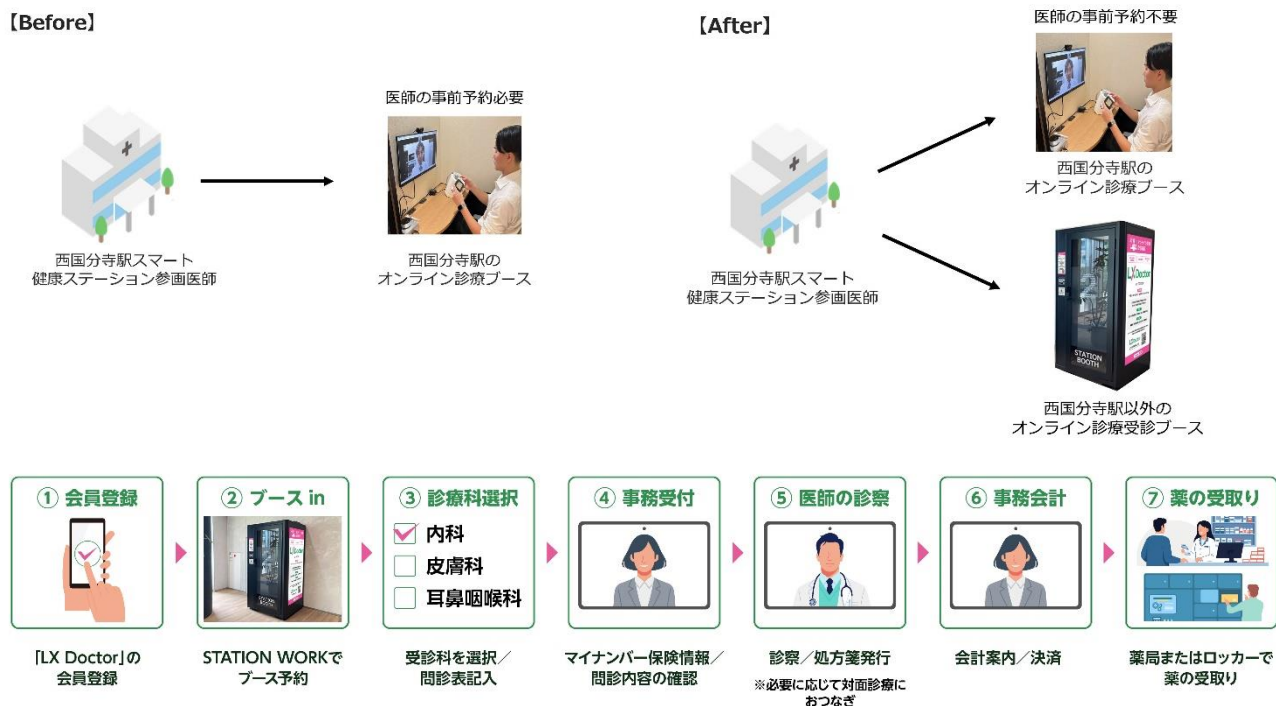 【Before】
医師の事前予約必要
西国分寺駅スマート
健康ステーション参画医師
西国分寺駅の
オンライン診療ブース
【After】
医師の事前予約不要
西国分寺駅の
オンライン診療ブース
西国分寺駅スマート
健康ステーション参画医師
LX Doctor
STATION
BOOTH
西国分寺駅以外の
オンライン診療受診ブース
① 会員登録
「LX Doctor」の
会員登録
② ブース in
STATION WORKで
ブース予約
③ 診療科選択
内科
皮膚科
耳鼻咽喉科
受診科を選択／
問診表記入
④ 事務受付
マイナンバー保険情報／
問診内容の確認
⑤ 医師の診察
診察／処方箋発行
※必要に応じて対面診療に
おつなぎ
⑥ 事務会計
会計案内／決済
⑦ 薬の受取り
薬局またはロッカーで
薬の受取り